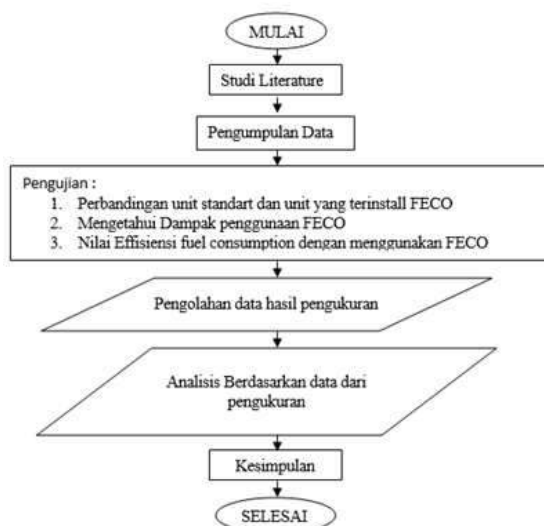 MULAI
Studi Literature
Pengumpulan Data
Pengujian :
1. Perbandingan unit standart dan unit yang terinstall FECO
2. Mengetahui Dampak penggunaan FECO
3. Nilai Effisiensi fuel consumption dengan menggunakan FECO
Pengolahan data hasil pengukuran
Analisis Berdasarkan data dari
pengukuran
Kesimpulan
SELESAI